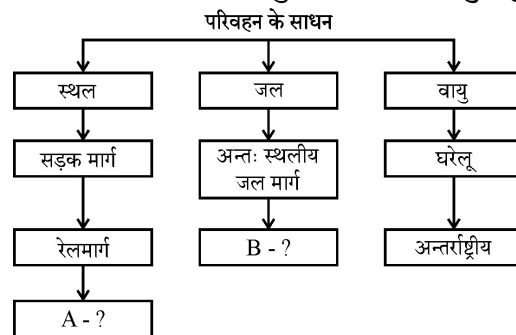 परिवहन के साधन
स्थल
जल
वायु
सड़क मार्ग
अन्तः स्थलीय
जल मार्ग
घरेलू
रेलमार्ग
B - ?
अन्तर्राष्ट्रीय
A - ?